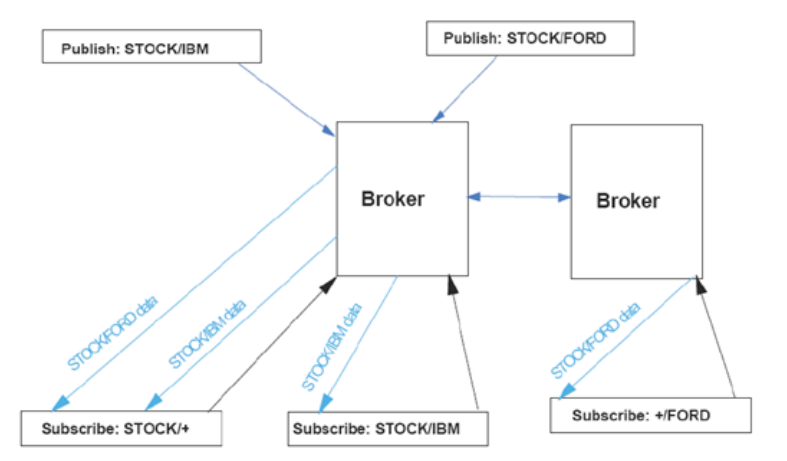 Publish: STOCK/IBM
Publish: STOCK/FORD
Broker
Broker
STOCK/FORD data
STOCK/IBM data
STOCK/IBM data
STOCK/FORD data
Subscribe: STOCK/+
Subscribe: STOCK/IBM
Subscribe: +/FORD